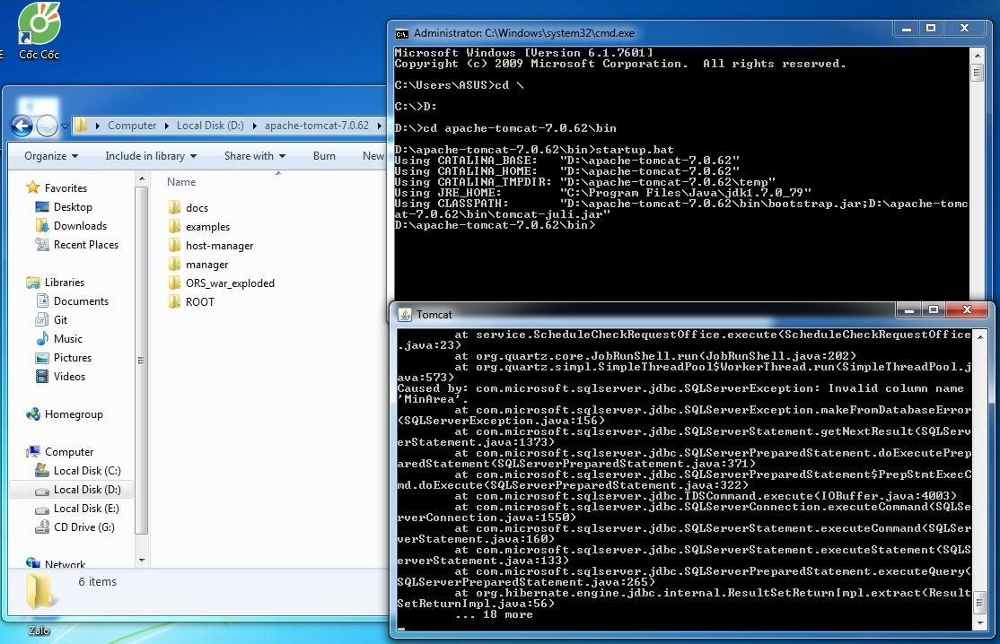 E
Cốc Cốc
Computer
Local Disk (D:)
apache-tomcat-7.0.62
Organize
Include in library
Share with
Burn
New
Favorites
Desktop
Downloads
Recent Places
Libraries
Documents
Git
Music
Pictures
Videos
Homegroup
Computer
Local Disk (C:)
Local Disk (D:)
Local Disk (E:)
CD Drive (G:)
Network
Name
docs
examples
host-manager
manager
ORS_war_exploded
ROOT
6 items
Zalo
Administrator: C:\Windows\system32\cmd.exe
Microsoft Windows [Version 6.1.7601]
Copyright (c) 2009 Microsoft Corporation.  All rights reserved.
C:\Users\ASUS>cd \
C:\>D:
D:\>cd apache-tomcat-7.0.62\bin
D:\apache-tomcat-7.0.62\bin>startup.bat
Using CATALINA_BASE:   "D:\apache-tomcat-7.0.62"
Using CATALINA_HOME:   "D:\apache-tomcat-7.0.62"
Using CATALINA_TMPDIR: "D:\apache-tomcat-7.0.62\temp"
Using JRE_HOME:        "C:\Program Files\Java\jdk1.7.0_79"
Using CLASSPATH:       "D:\apache-tomcat-7.0.62\bin\bootstrap.jar;D:\apache-tomc
at-7.0.62\bin\tomcat-juli.jar"
D:\apache-tomcat-7.0.62\bin>
Tomcat
at service.ScheduleCheckRequestOffice.execute(ScheduleCheckRequestOffice
.java:23)
at org.quartz.core.JobRunShell.run(JobRunShell.java:202)
at org.quartz.simpl.SimpleThreadPool$WorkerThread.run(SimpleThreadPool.j
ava:573)
Caused by: com.microsoft.sqlserver.jdbc.SQLServerException: Invalid column name
'MinArea'.
at com.microsoft.sqlserver.jdbc.SQLServerException.makeFromDatabaseError
(SQLServerException.java:156)
at com.microsoft.sqlserver.jdbc.SQLServerStatement.getNextResult(SQLServ
erStatement.java:1373)
at com.microsoft.sqlserver.jdbc.SQLServerPreparedStatement.doExecutePrep
aredStatement(SQLServerPreparedStatement.java:371)
at com.microsoft.sqlserver.jdbc.SQLServerPreparedStatement$PrepStmtExecC
md.doExecute(SQLServerPreparedStatement.java:322)
at com.microsoft.sqlserver.jdbc.TDSCommand.execute(IOBuffer.java:4003)
at com.microsoft.sqlserver.jdbc.SQLServerConnection.executeCommand(SQLSe
rverConnection.java:1550)
at com.microsoft.sqlserver.jdbc.SQLServerStatement.executeCommand(SQLSer
verStatement.java:160)
at com.microsoft.sqlserver.jdbc.SQLServerStatement.executeStatement(SQLS
erverStatement.java:133)
at com.microsoft.sqlserver.jdbc.SQLServerPreparedStatement.executeQuery(
SQLServerPreparedStatement.java:265)
at org.hibernate.engine.jdbc.internal.ResultSetReturnImpl.extract(Result
SetReturnImpl.java:56)
... 18 more